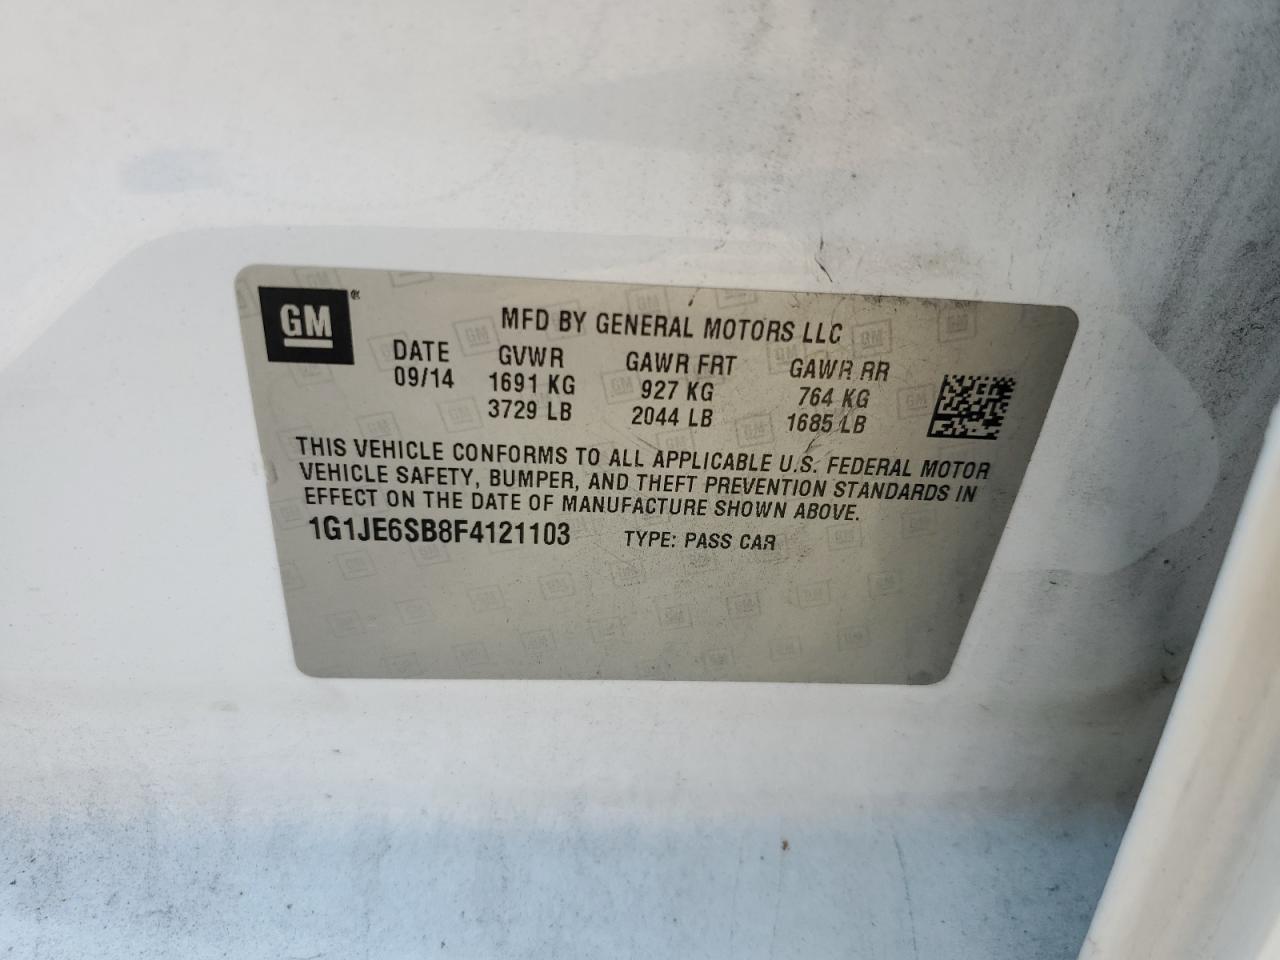 GM ®
MFD BY GENERAL MOTORS LLC
DATE GVWR GAWR FRT GAWR RR
09/14 1691 KG 927 KG 764 KG
3729 LB 2044 LB 1685 LB
THIS VEHICLE CONFORMS TO ALL APPLICABLE U.S. FEDERAL MOTOR
VEHICLE SAFETY, BUMPER, AND THEFT PREVENTION STANDARDS IN
EFFECT ON THE DATE OF MANUFACTURE SHOWN ABOVE.
1G1JE6SB8F4121103 TYPE: PASS CAR